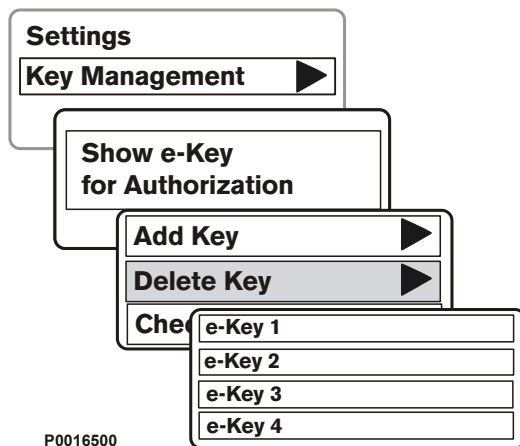 Settings
Key Management
Show e-Key
for Authorization
Add Key
Delete Key
e-Key 1
e-Key 2
e-Key 3
e-Key 4
P0016500